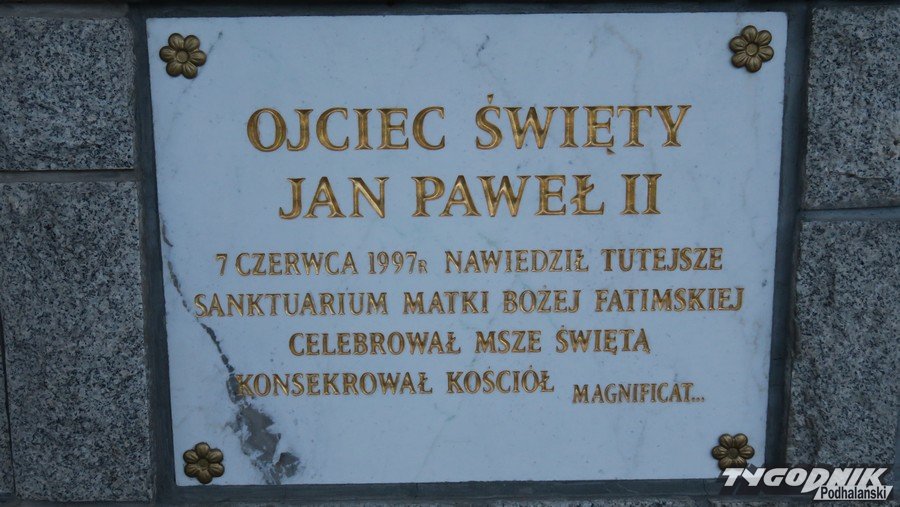 OJCIEC ŚWIĘTY
JAN PAWEŁ II
7 CZERWCA 1997R NAWIEDZIŁ TUTEJSZE
SANKTUARIUM MATKI BOŻEJ FATIMSKIEJ
CELEBROWAŁ MSZE ŚWIĘTĄ
KONSEKROWAŁ KOŚCIÓŁ MAGNIFICAT...
TYGODNIK
Podhalański